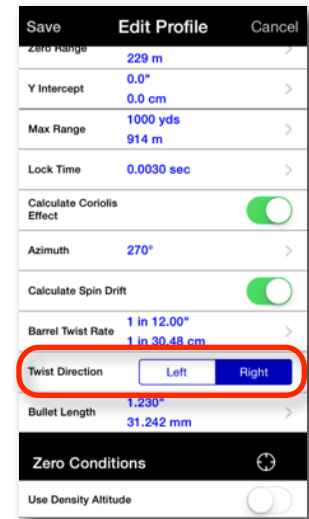 Save Edit Profile Cancel
Zero Range
229 m
Y Intercept
0.0"
0.0 cm
Max Range
1000 yds
914 m
Lock Time 0.0030 sec
Calculate Coriolis
Effect
Azimuth 270°
Calculate Spin Drift
Barrel Twist Rate
1 in 12.00"
1 in 30.48 cm
Twist Direction Left Right
Bullet Length
1.230"
31.242 mm
Zero Conditions
Use Density Altitude